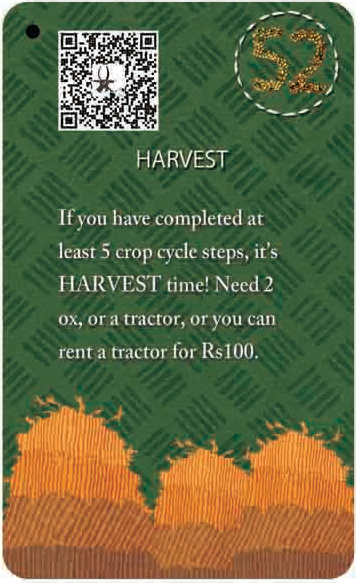 52
HARVEST
If you have completed at
least 5 crop cycle steps, it's
HARVEST time! Need 2
ox, or a tractor, or you can
rent a tractor for Rs100.